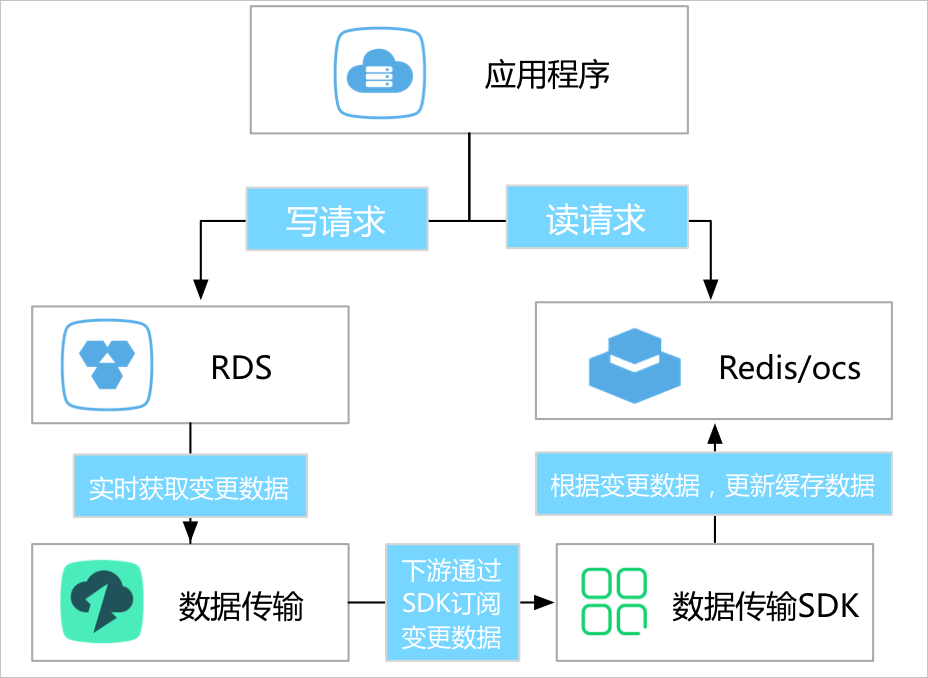 应用程序
写请求
读请求
RDS
Redis/ocs
实时获取变更数据
根据变更数据，更新缓存数据
数据传输
下游通过
SDK订阅
变更数据
数据传输SDK